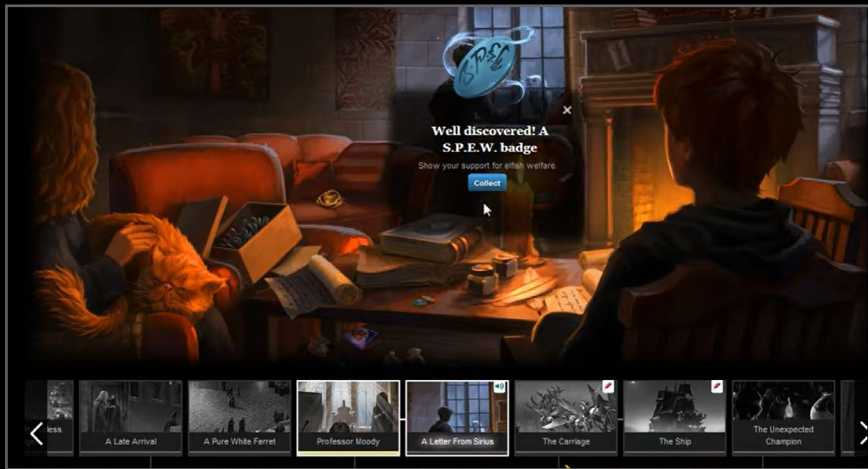 S.P.E.W.
Well discovered! A
S.P.E.W. badge
Show your support for elfish welfare.
Collect
less
A Late Arrival
A Pure White Ferret
Professor Moody
A Letter From Sirius
The Carriage
The Ship
The Unexpected
Champion